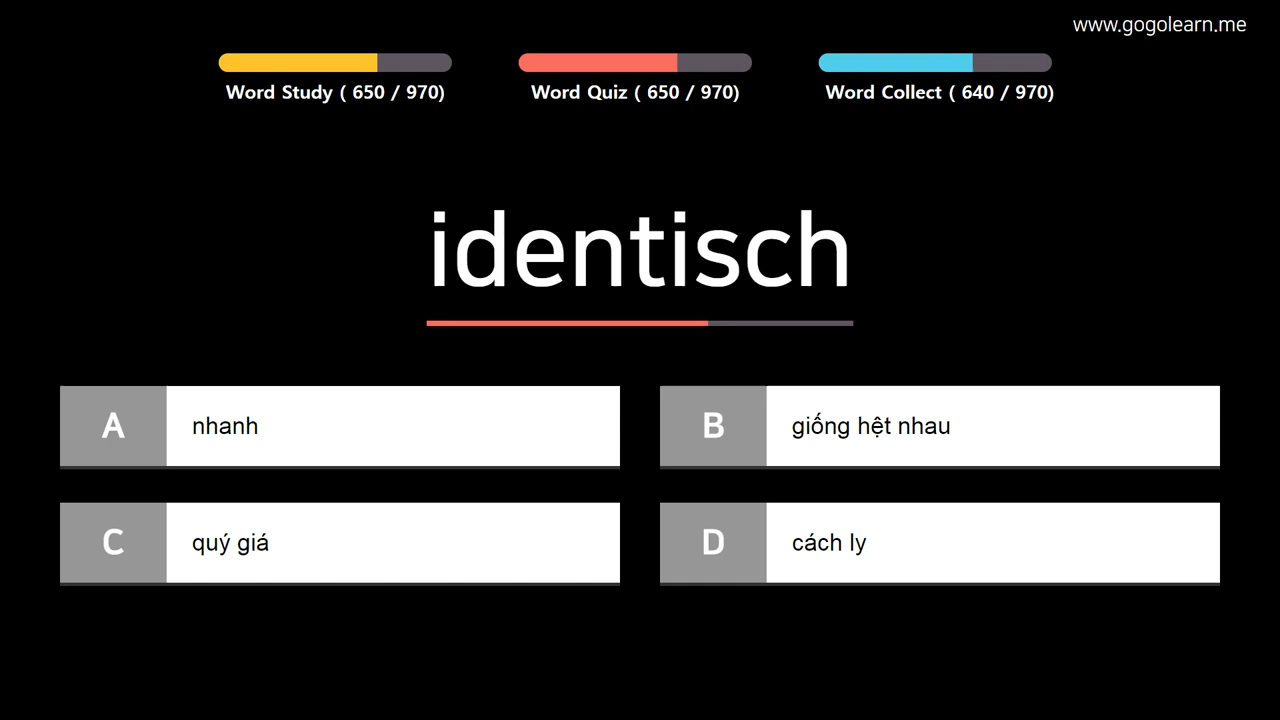 www.gogolearn.me
Word Study ( 650 / 970)
Word Quiz ( 650 / 970)
Word Collect ( 640 / 970)
identisch
A nhanh
B giống hệt nhau
C quý giá
D cách ly